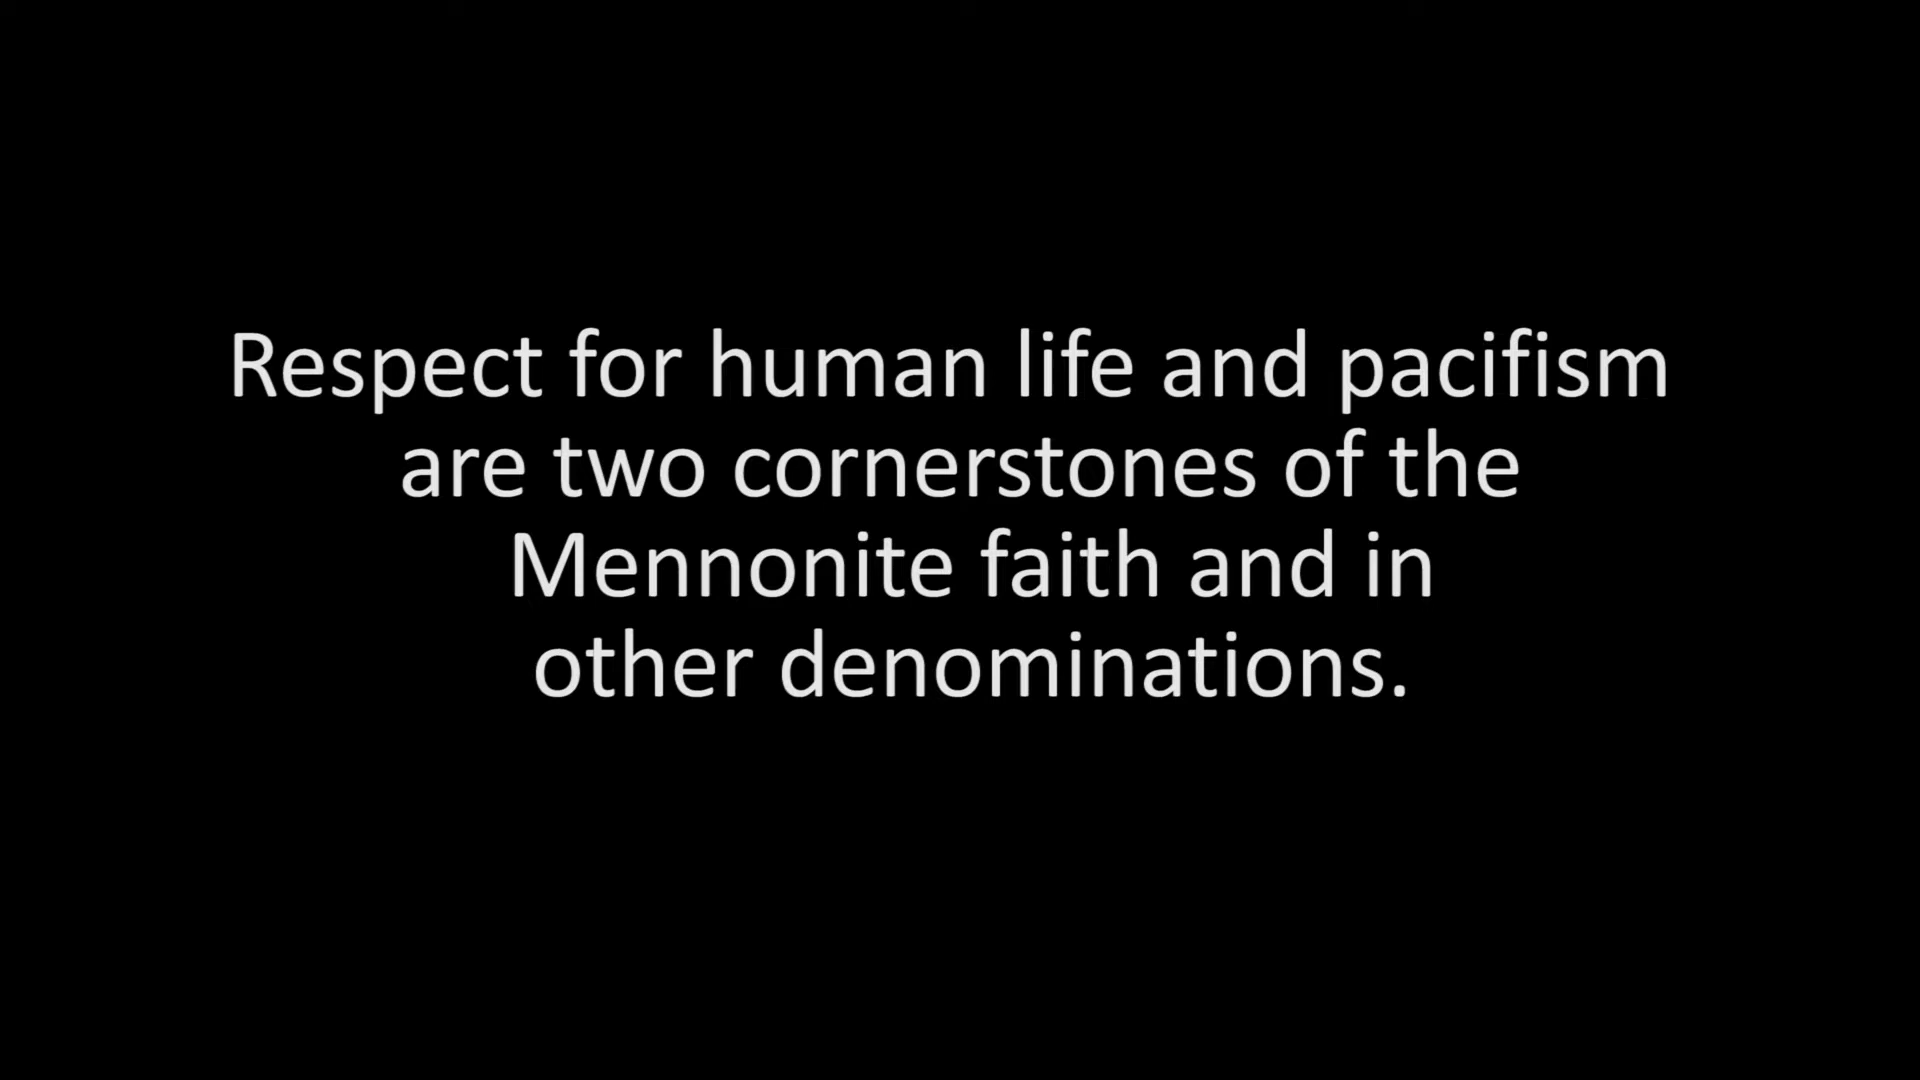 Respect for human life and pacifism
are two cornerstones of the
Mennonite faith and in
other denominations.